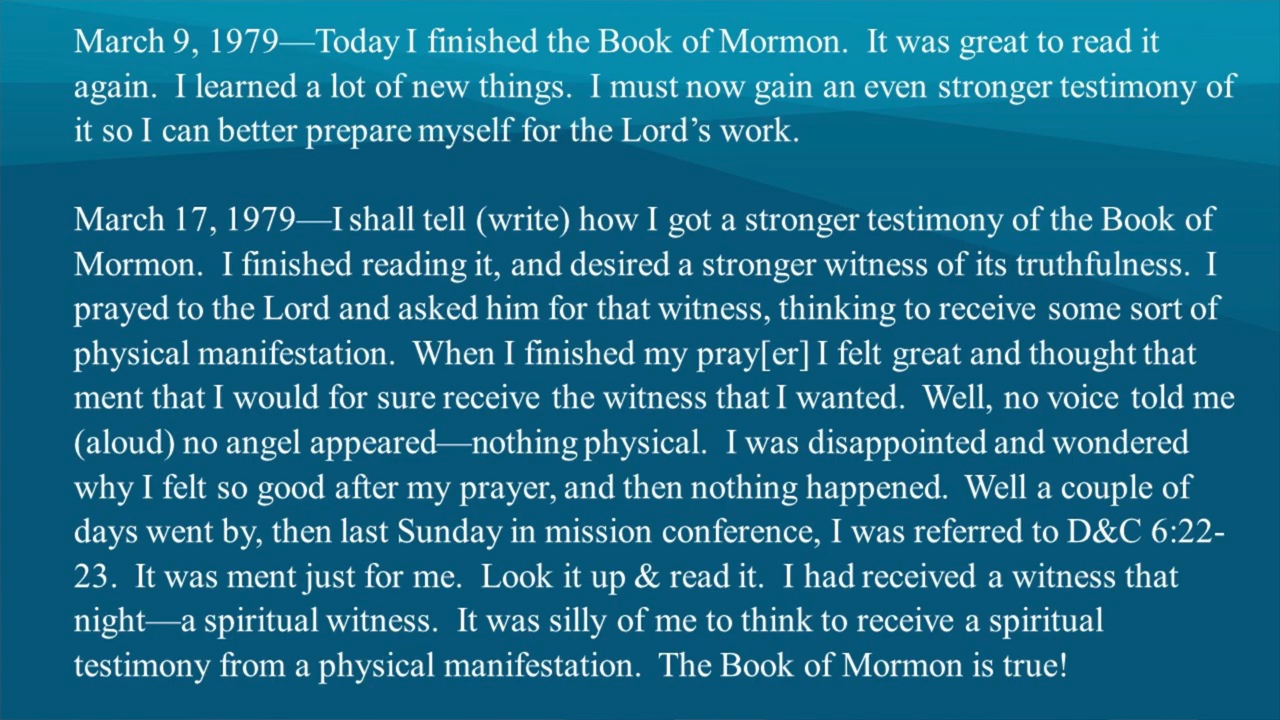 March 9, 1979—Today I finished the Book of Mormon.  It was great to read it
again.  I learned a lot of new things.  I must now gain an even stronger testimony of
it so I can better prepare myself for the Lord’s work.

March 17, 1979—I shall tell (write) how I got a stronger testimony of the Book of
Mormon.  I finished reading it, and desired a stronger witness of its truthfulness.  I
prayed to the Lord and asked him for that witness, thinking to receive some sort of
physical manifestation.  When I finished my pray[er] I felt great and thought that
ment that I would for sure receive the witness that I wanted.  Well, no voice told me
(aloud) no angel appeared—nothing physical.  I was disappointed and wondered
why I felt so good after my prayer, and then nothing happened.  Well a couple of
days went by, then last Sunday in mission conference, I was referred to D&C 6:22-
23.  It was ment just for me.  Look it up & read it.  I had received a witness that
night—a spiritual witness.  It was silly of me to think to receive a spiritual
testimony from a physical manifestation.  The Book of Mormon is true!